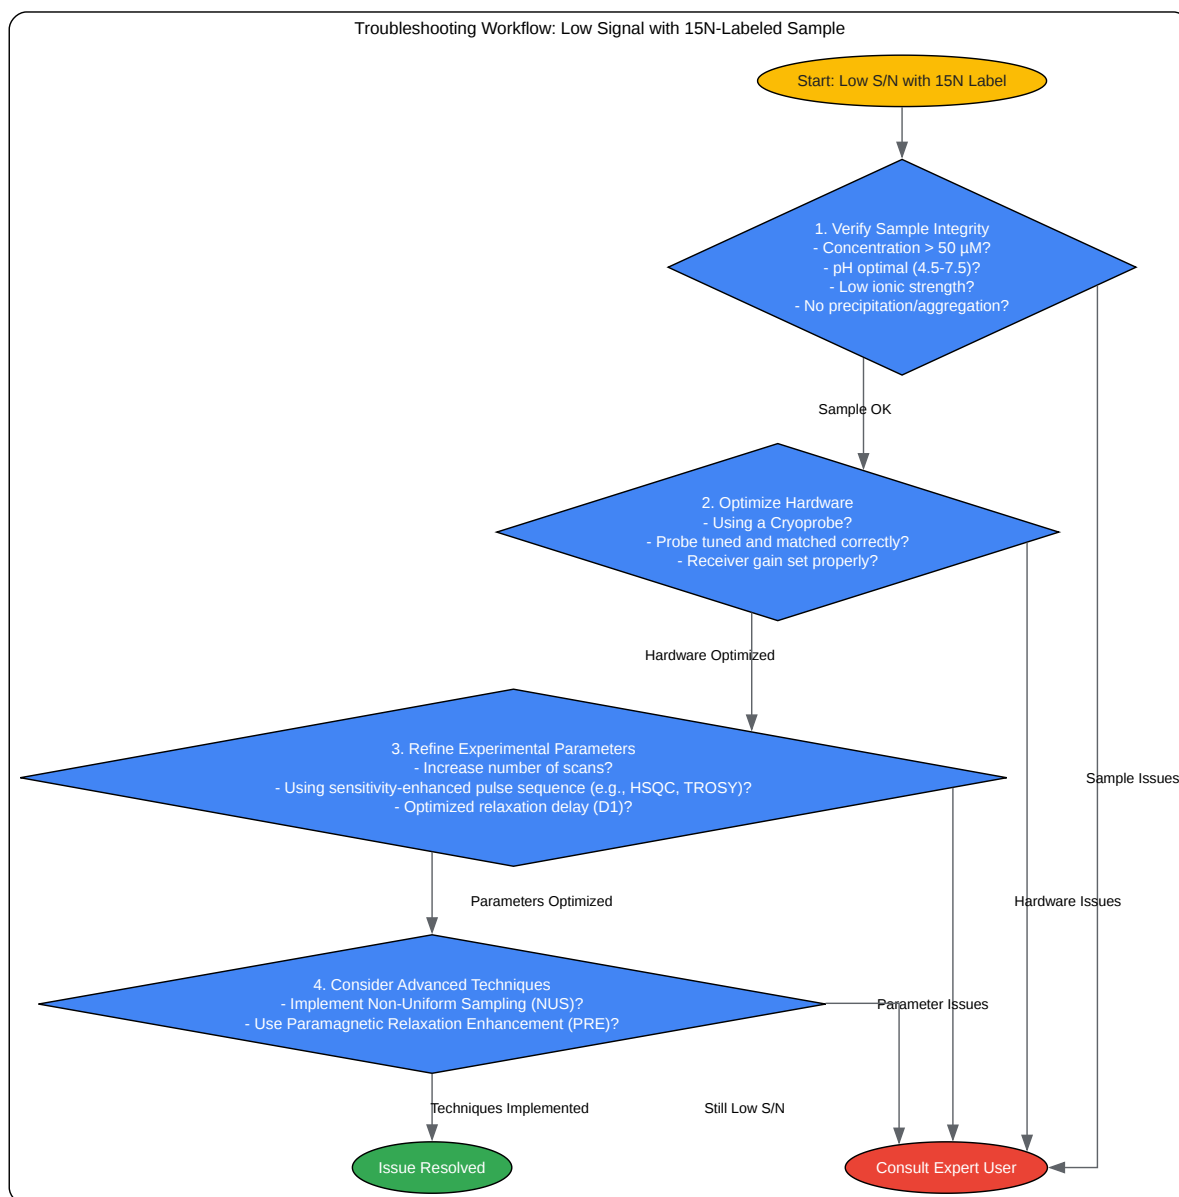 Troubleshooting Workflow: Low Signal with 15N-Labeled Sample
Start: Low S/N with 15N Label
1. Verify Sample Integrity
- Concentration > 50 µM?
- pH optimal (4.5-7.5)?
- Low ionic strength?
- No precipitation/aggregation?
Sample OK
2. Optimize Hardware
- Using a Cryoprobe?
- Probe tuned and matched correctly?
- Receiver gain set properly?
Hardware Optimized
3. Refine Experimental Parameters
- Increase number of scans?
- Using sensitivity-enhanced pulse sequence (e.g., HSQC, TROSY)?
- Optimized relaxation delay (D1)?
Sample Issues
Parameters Optimized
Hardware Issues
4. Consider Advanced Techniques
- Implement Non-Uniform Sampling (NUS)?
- Use Paramagnetic Relaxation Enhancement (PRE)?
Parameter Issues
Techniques Implemented
Still Low S/N
Issue Resolved
Consult Expert User